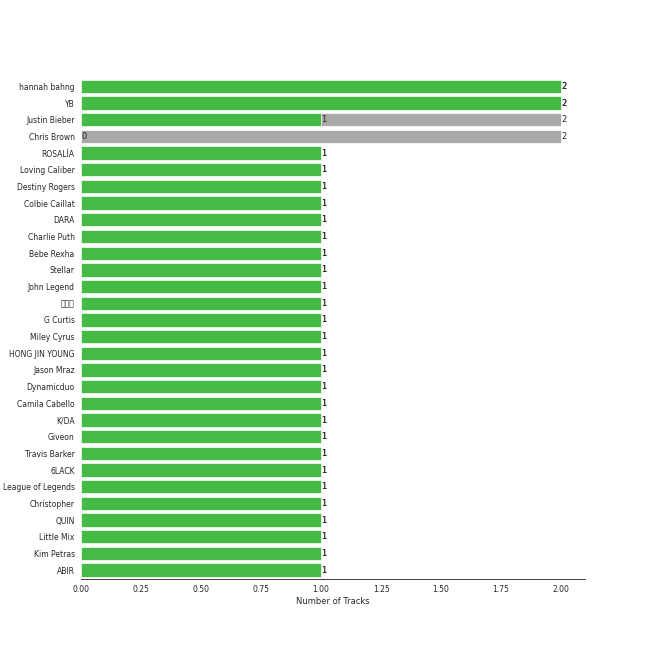 hannah bahng 2
YB 2
Justin Bieber 1 2
Chris Brown 0 2
ROSALÍA 1
Loving Caliber 1
Destiny Rogers 1
Colbie Caillat 1
DARA 1
Charlie Puth 1
Bebe Rexha 1
Stellar 1
John Legend 1
1
G Curtis 1
Miley Cyrus 1
HONG JIN YOUNG 1
Jason Mraz 1
Dynamicduo 1
Camila Cabello 1
K/DA 1
Giveon 1
Travis Barker 1
6LACK 1
League of Legends 1
Christopher 1
QUIN 1
Little Mix 1
Kim Petras 1
ABIR 1
0.00 0.25 0.50 0.75 1.00 1.25 1.50 1.75 2.00
Number of Tracks